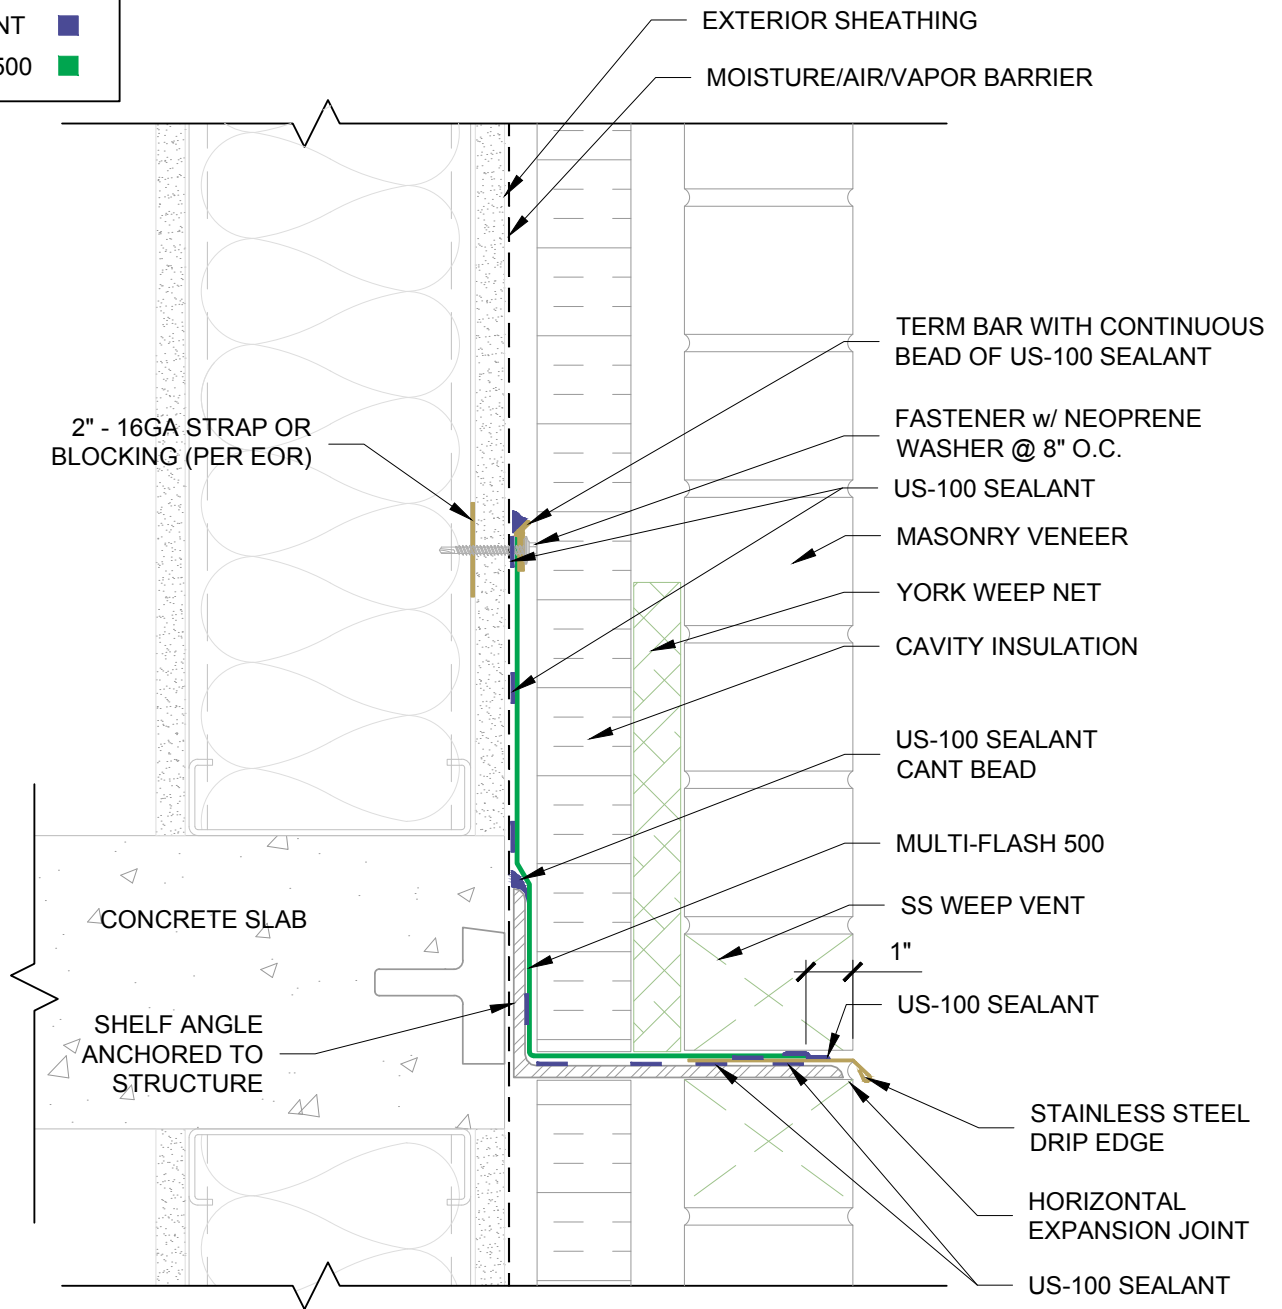 NT
500
EXTERIOR SHEATHING
MOISTURE/AIR/VAPOR BARRIER
TERM BAR WITH CONTINUOUS
BEAD OF US-100 SEALANT
2" - 16GA STRAP OR
BLOCKING (PER EOR)
FASTENER w/ NEOPRENE
WASHER @ 8" O.C.
US-100 SEALANT
MASONRY VENEER
YORK WEEP NET
CAVITY INSULATION
US-100 SEALANT
CANT BEAD
MULTI-FLASH 500
SS WEEP VENT
CONCRETE SLAB
1"
US-100 SEALANT
SHELF ANGLE
ANCHORED TO
STRUCTURE
STAINLESS STEEL
DRIP EDGE
HORIZONTAL
EXPANSION JOINT
US-100 SEALANT